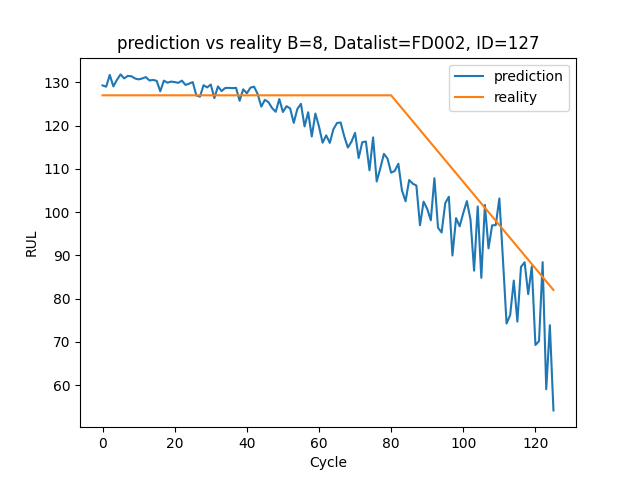 prediction vs reality B=8, Datalist=FD002, ID=127
prediction
reality
RUL
130
120
110
100
90
80
70
60
0 20 40 60 80 100 120
Cycle